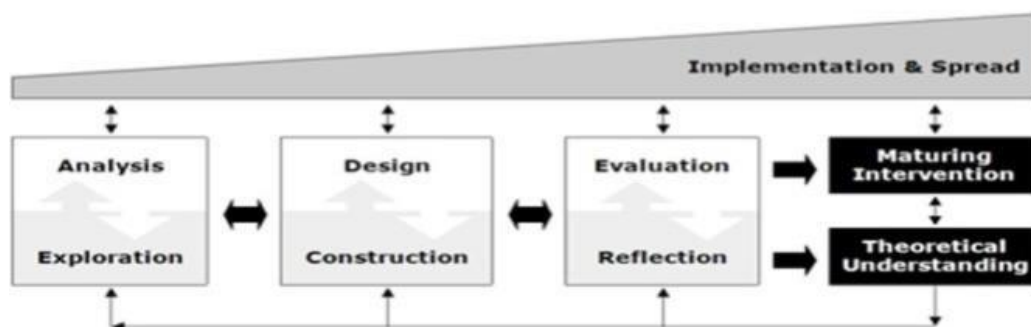 Implementation & Spread
Analysis
Exploration
Design
Construction
Evaluation
Reflection
Maturing
Intervention
Theoretical
Understanding